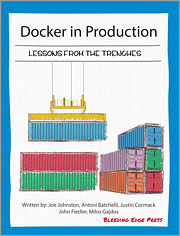 Docker in Production
LESSONS FROM THE TRENCHES
Written by: Joe Johnston, Antoni Batchelli, Justin Cormack
John Fiedler, Milos Gajdos
Bleeding Edge Press